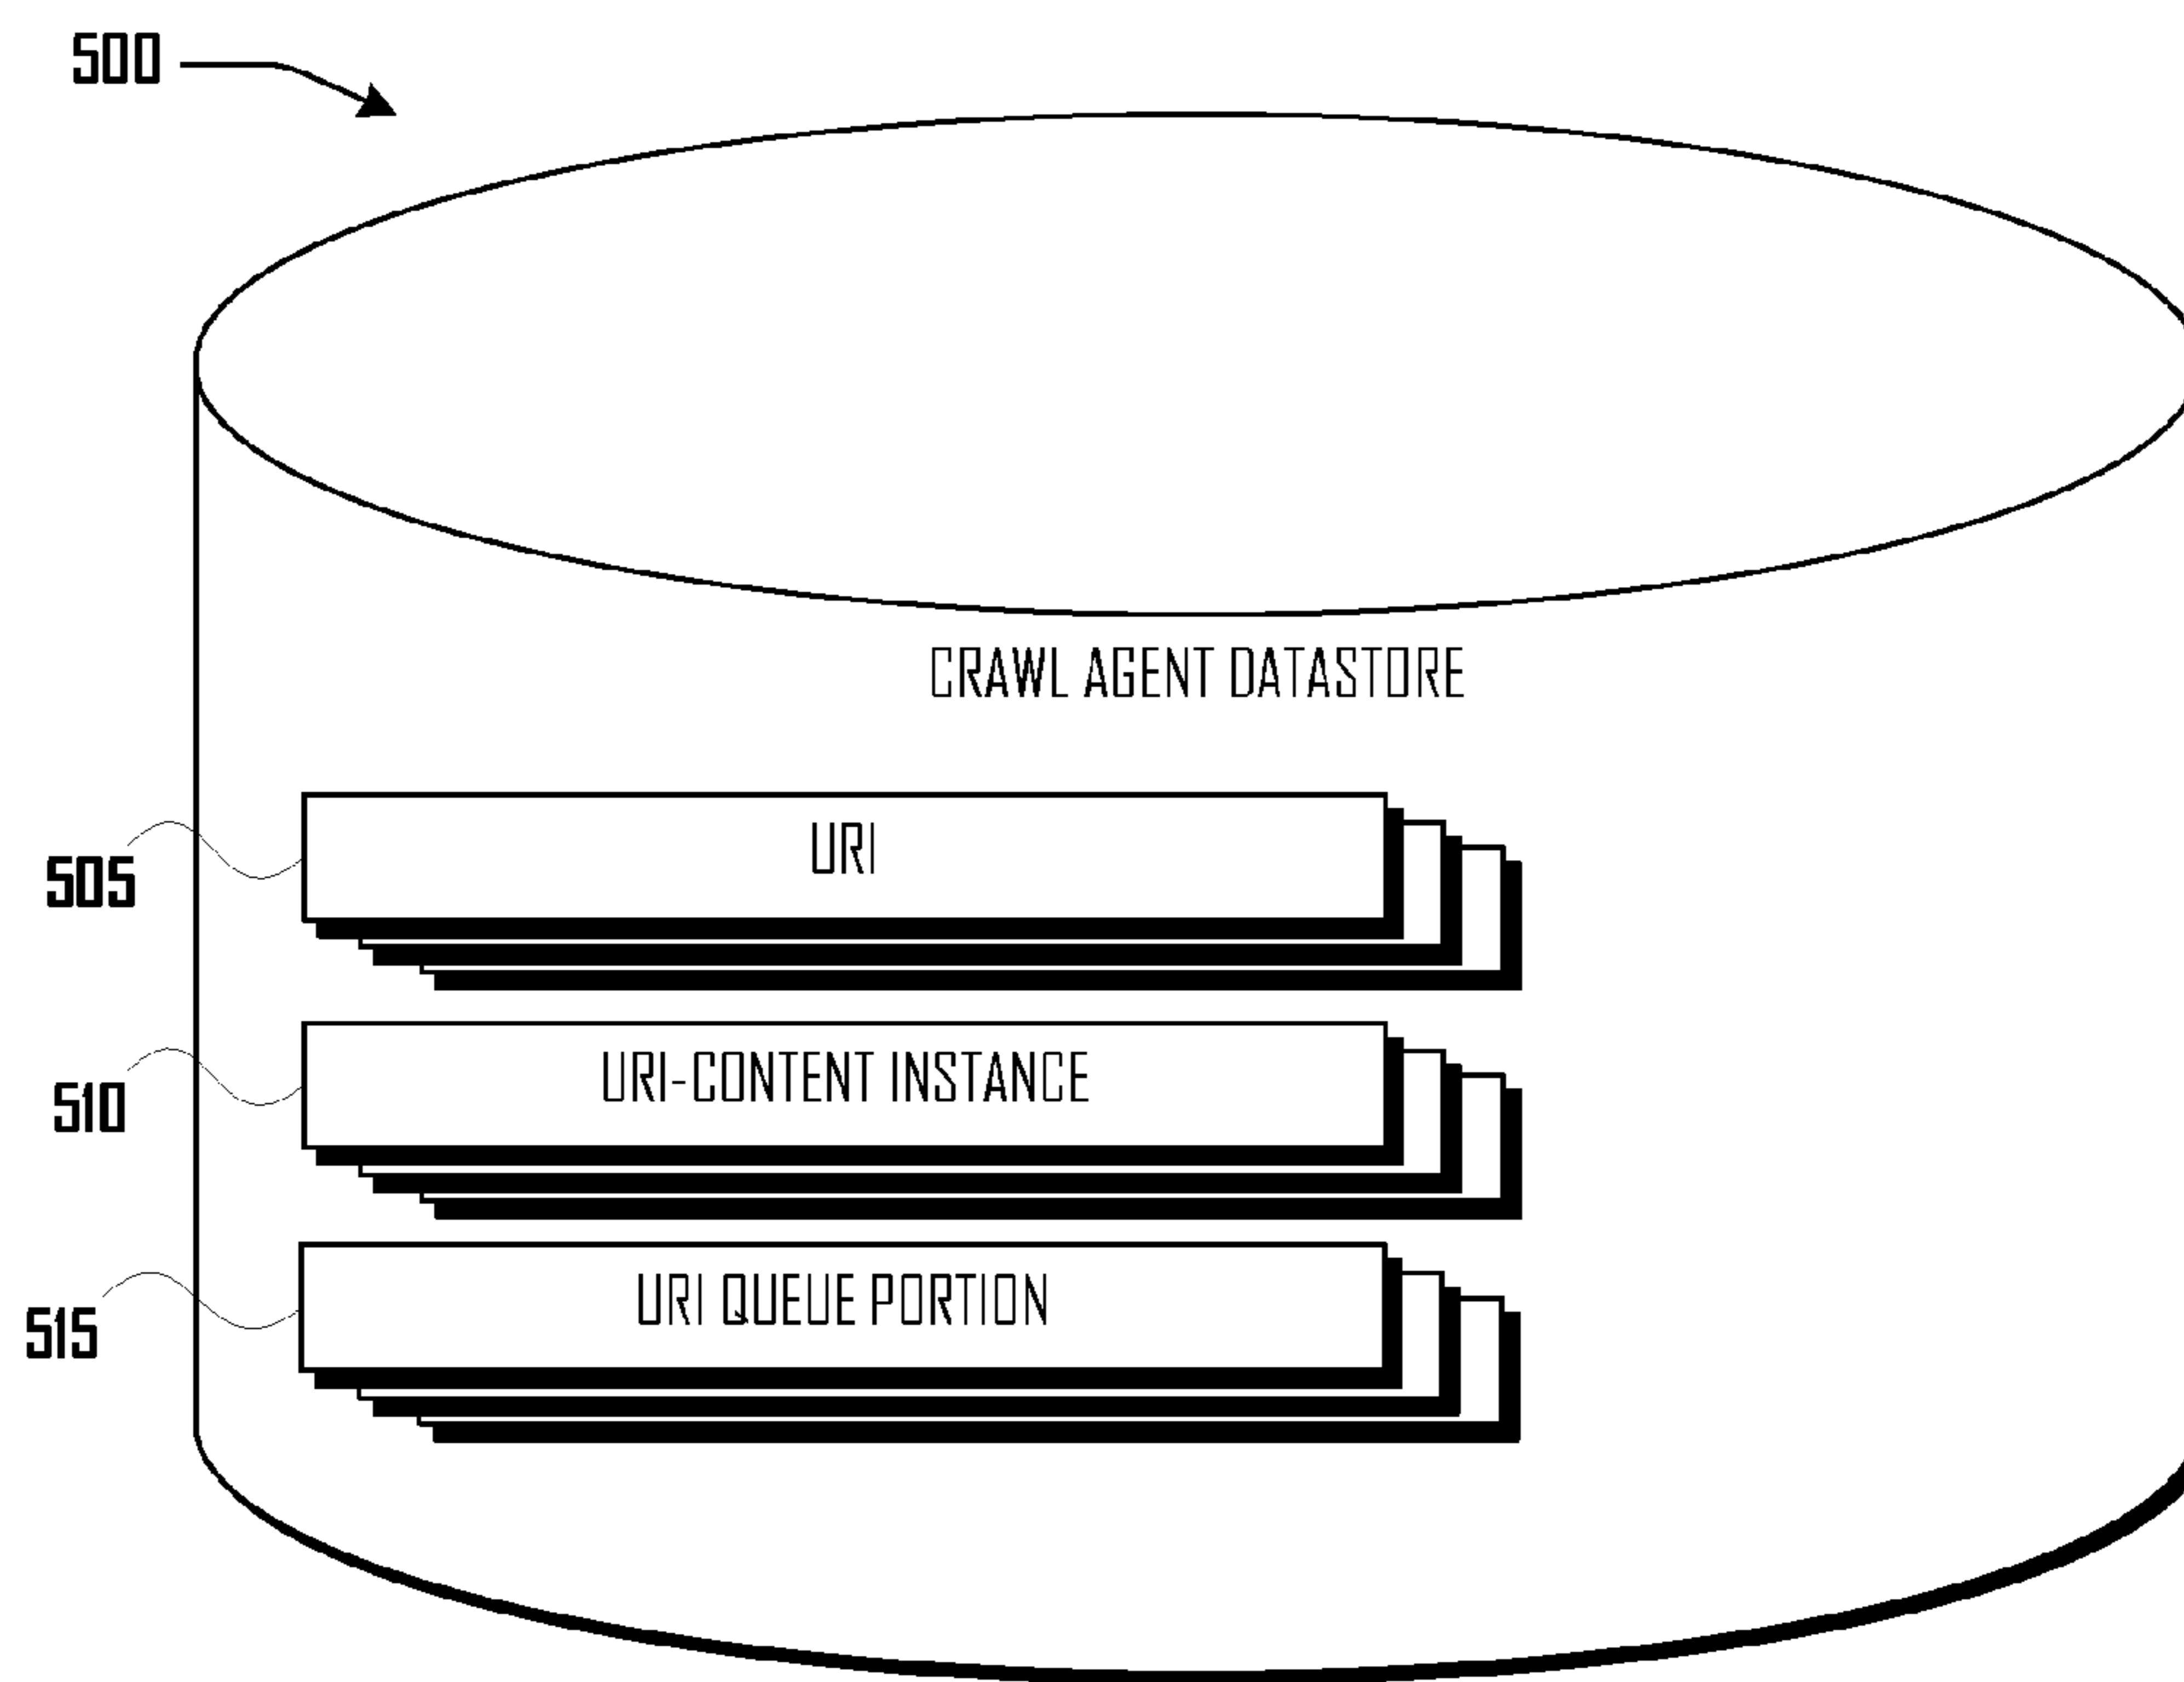 500
CRAWL AGENT DATASTORE
URI
505
URI-CONTENT INSTANCE
510
URI QUEUE PORTION
515